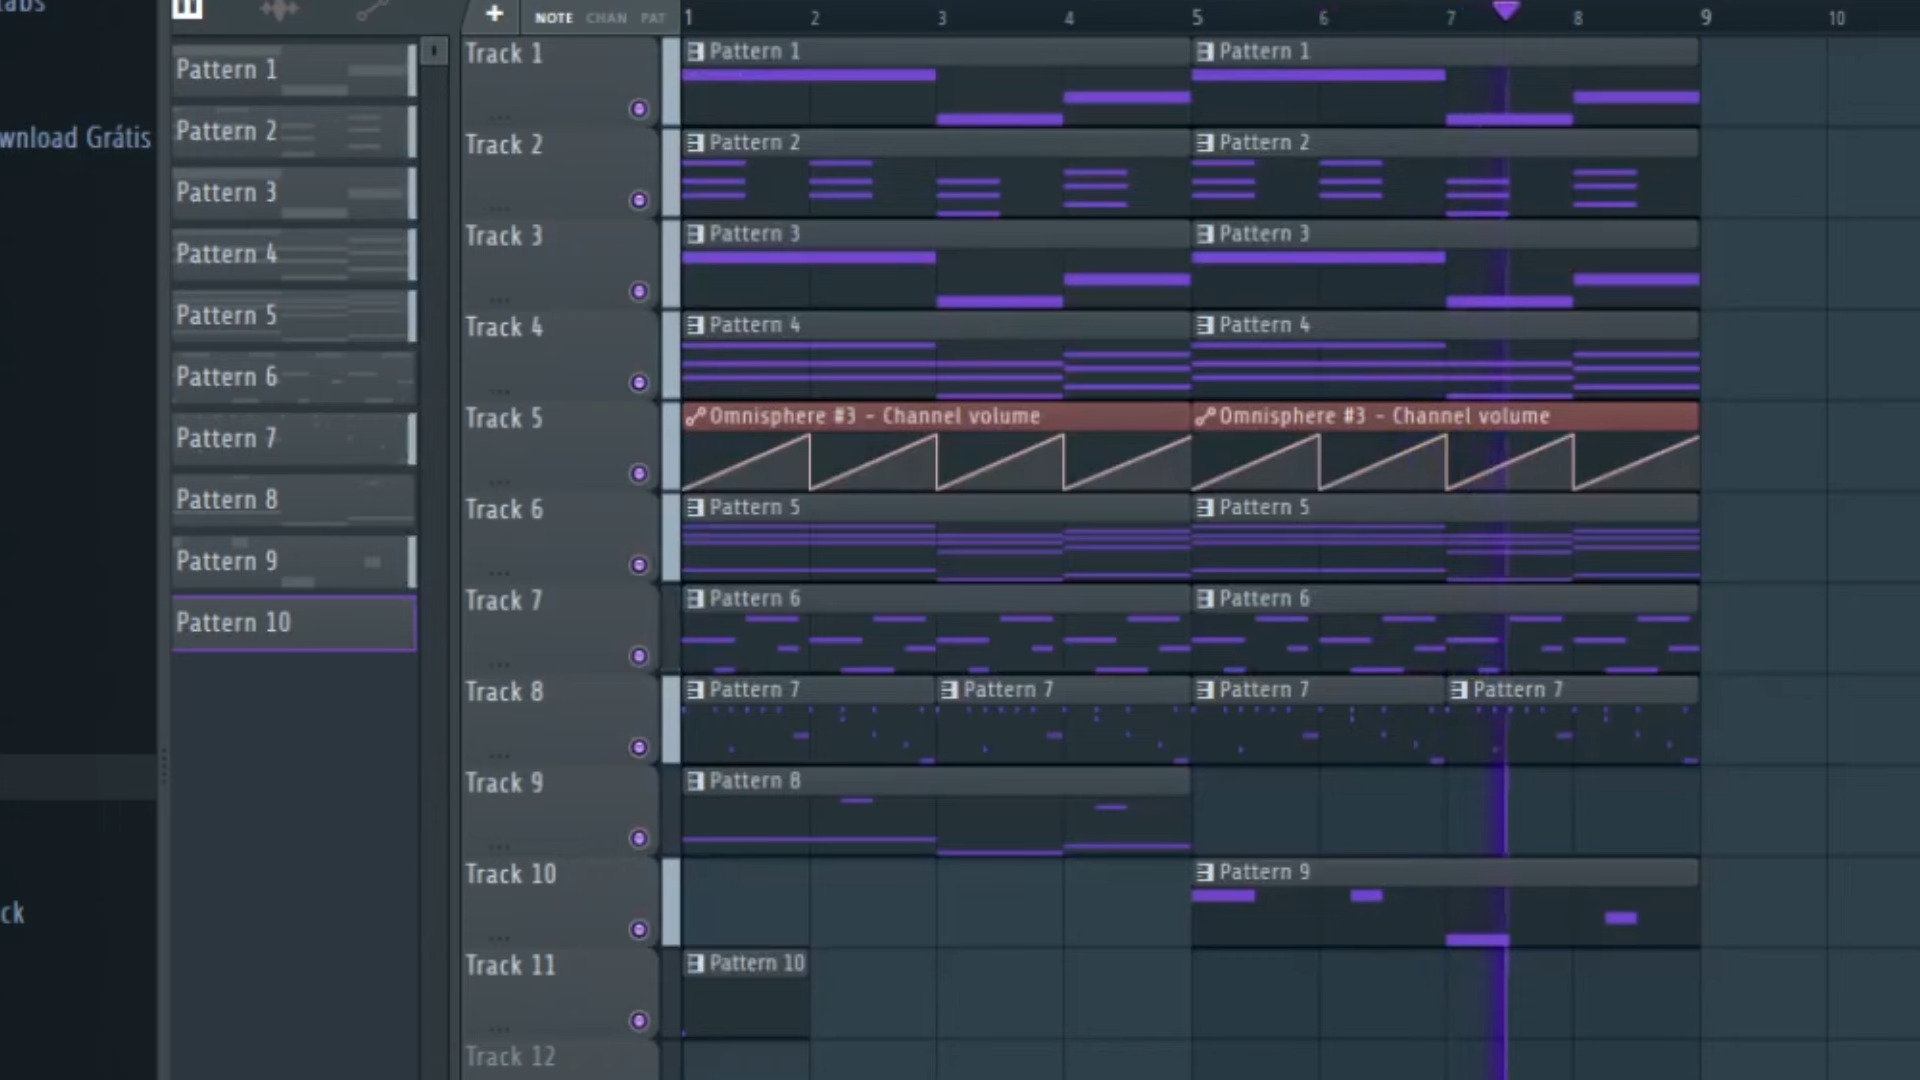 NOTE CHAN PAT
1 2 3 4 5 6 7 8 9 10
wnload Grátis
ck
Pattern 1
Pattern 2
Pattern 3
Pattern 4
Pattern 5
Pattern 6
Pattern 7
Pattern 8
Pattern 9
Pattern 10
Track 1
Pattern 1 Pattern 1
Track 2
Pattern 2 Pattern 2
Track 3
Pattern 3 Pattern 3
Track 4
Pattern 4 Pattern 4
Track 5
Omnisphere #3 - Channel volume Omnisphere #3 - Channel volume
Track 6
Pattern 5 Pattern 5
Track 7
Pattern 6 Pattern 6
Track 8
Pattern 7 Pattern 7 Pattern 7 Pattern 7
Track 9
Pattern 8
Track 10
Pattern 9
Track 11
Pattern 10
Track 12